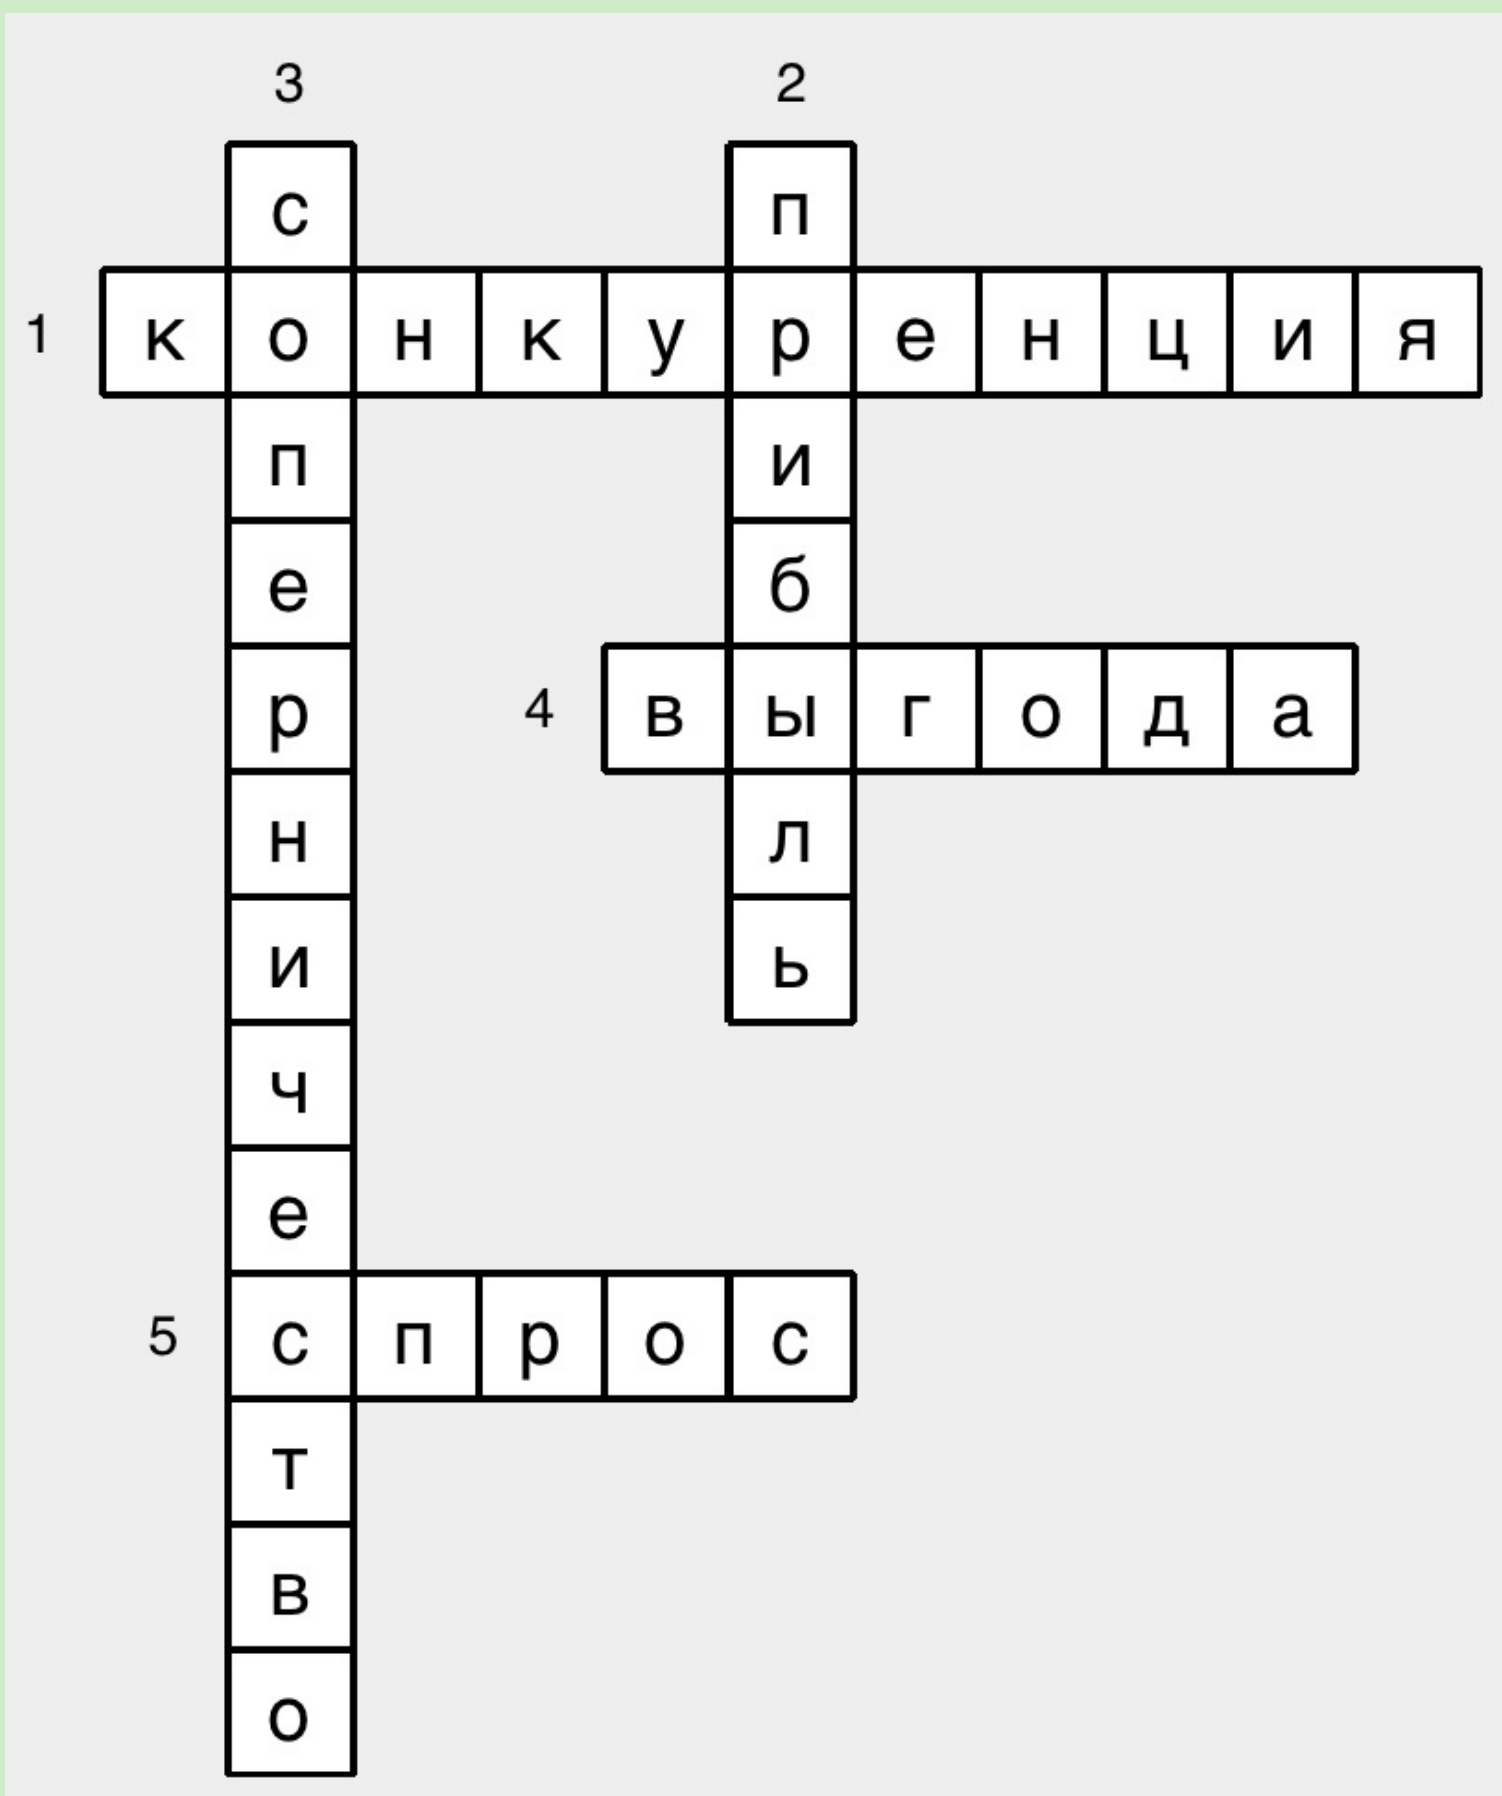 3 2
с п
1 к о н к у р е н ц и я
п и
е б
р 4 в ы г о д а
н л
и ь
ч
е
5 с п р о с
т
в
о